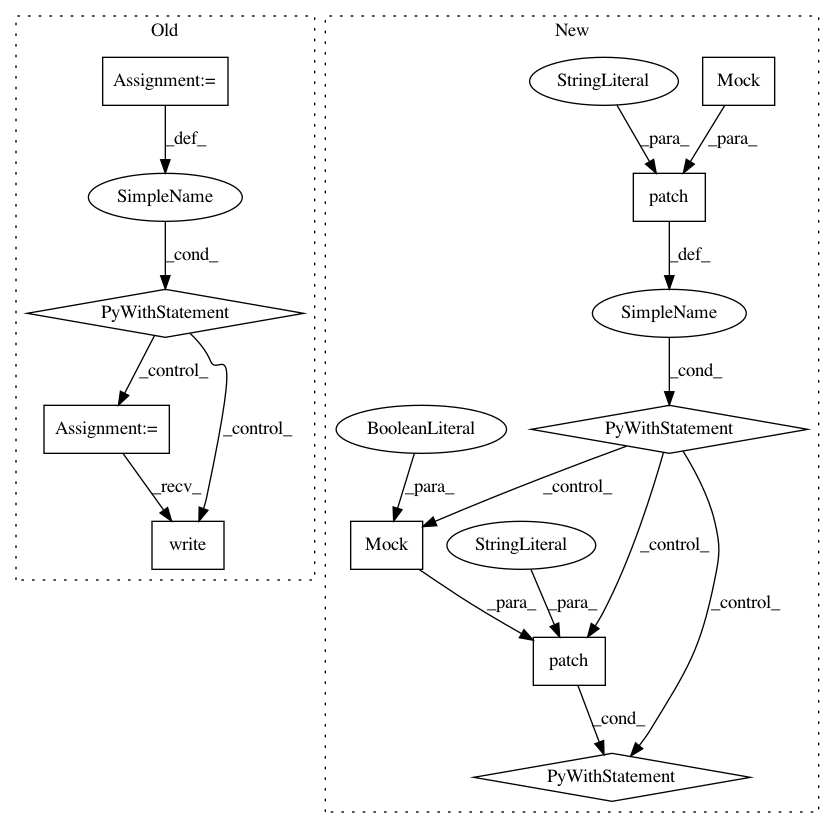 Old
New
Assignment:=
StringLiteral
Mock
_def_
_para_
_para_
SimpleName
patch
_cond_
_def_
PyWithStatement
SimpleName
_control_
_cond_
Assignment:=
_control_
BooleanLiteral
PyWithStatement
_recv_
_para_
_control_
write
Mock
StringLiteral
_control_
_para_
_para_
_control_
patch
_cond_
PyWithStatement